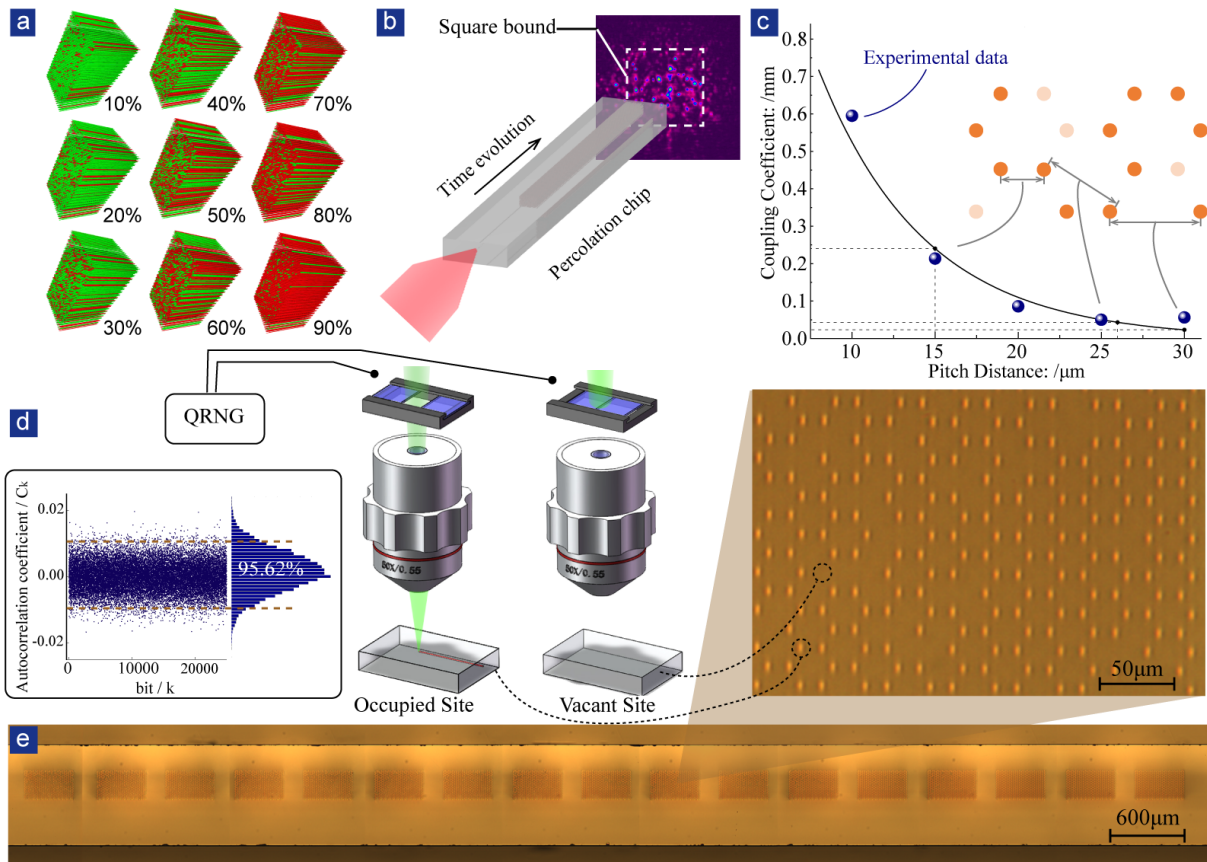 a
10%
40%
70%
20%
50%
80%
30%
60%
90%
b
Square bound
Time evolution
Percolation chip
c
Coupling Coefficient: /mm
0.8
0.7
0.6
0.5
0.4
0.3
0.2
0.1
0.0
Experimental data
10
15
20
25
30
Pitch Distance: /μm
d
QRNG
Autocorrelation coefficient / Ck
0.02
0.00
-0.02
95.62%
0
10000
20000
bit / k
50X/0.55
50X/0.55
Occupied Site
Vacant Site
50μm
e
600μm